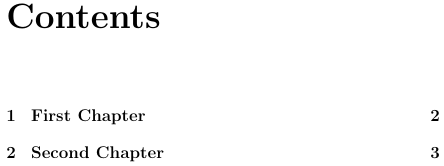 Contents
1 First Chapter 2
2 Second Chapter 3